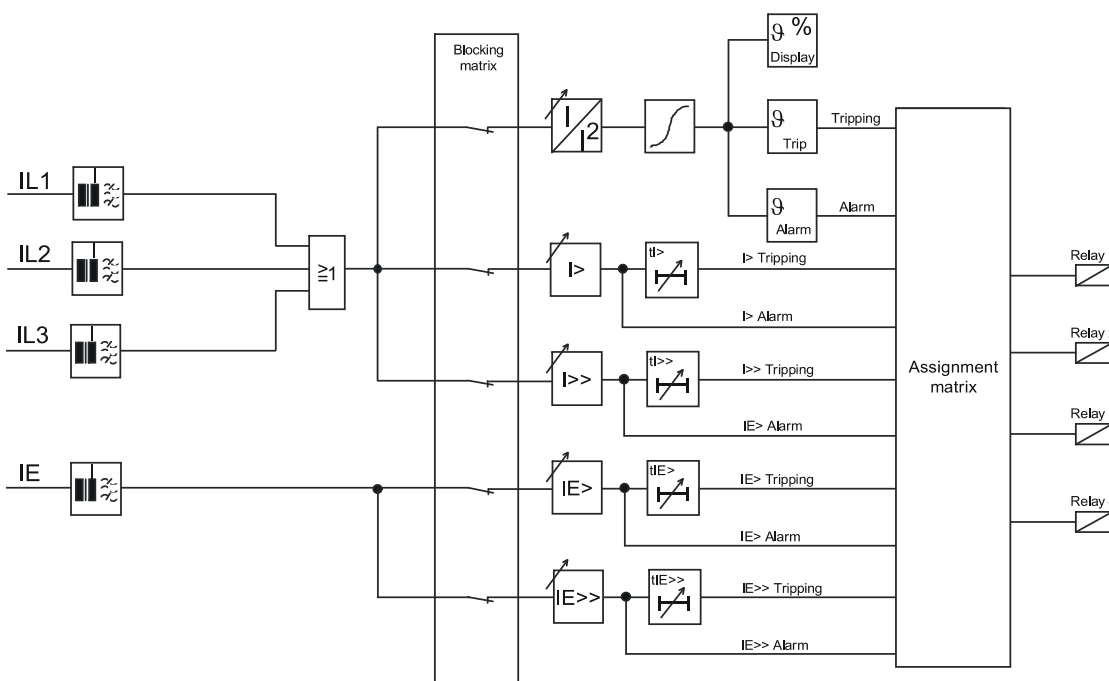 Blocking
matrix
ϑ %
Display
I
I2
ϑ
Trip
Tripping
IL1
ϑ
Alarm
Alarm
IL2
≧1
I>
tI>
I> Tripping
I> Alarm
Relay
IL3
I>>
tI>>
I>> Tripping
IE> Alarm
Relay
Assignment
matrix
IE
IE>
tIE>
IE> Tripping
IE> Alarm
Relay
IE>>
tIE>>
IE>> Tripping
IE>> Alarm
Relay